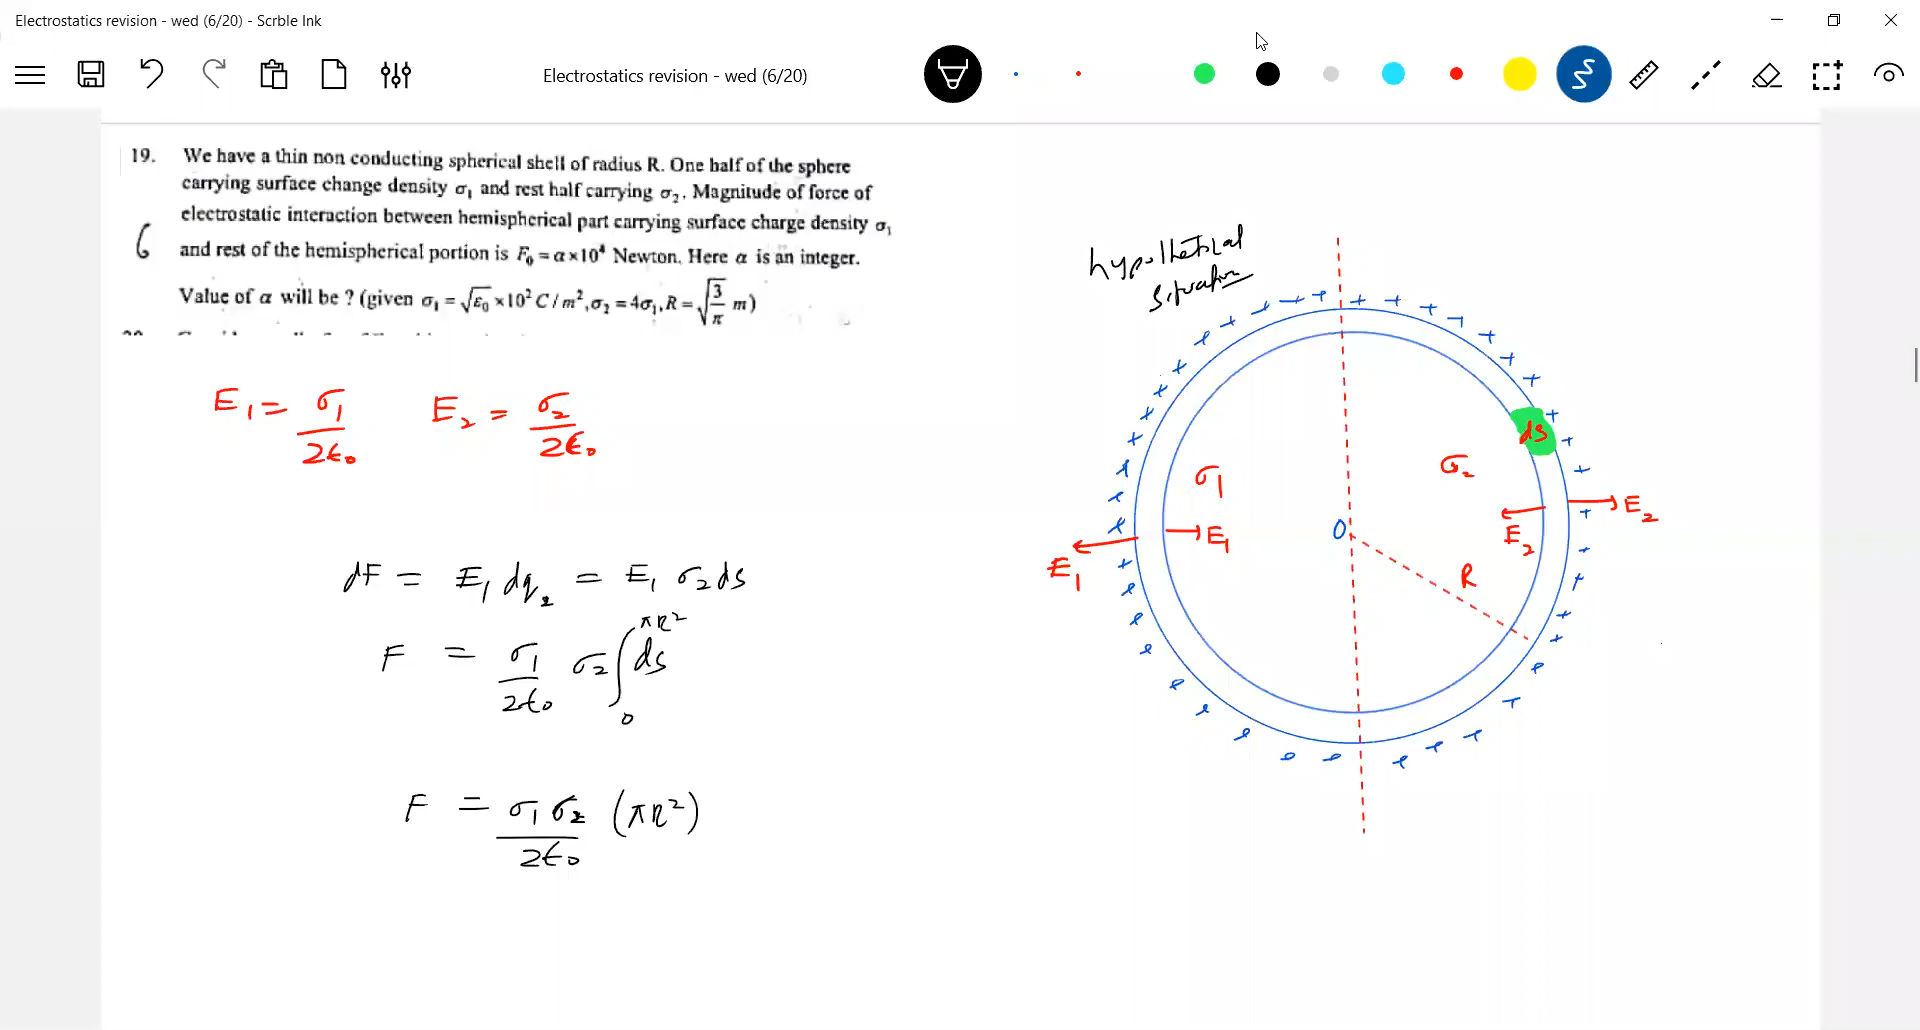 Electrostatics revision - wed (6/20) - Scrble Ink
Electrostatics revision - wed (6/20)
19. We have a thin non conducting spherical shell of radius R. One half of the sphere
carrying surface change density σ₁ and rest half carrying σ₂. Magnitude of force of
electrostatic interaction between hemispherical part carrying surface charge density σ₁
6
and rest of the hemispherical portion is F₀ = α×10⁴ Newton. Here α is an integer.
Value of α will be ? (given σ₁ = √ε₀ ×10² C/m², σ₂ = 4σ₁, R = √(3/π) m)
E₁ = σ₁/2ε₀ E₂ = σ₂/2ε₀
dF = E₁ dq₂ = E₁ σ₂ ds
F = σ₁/2ε₀ σ₂ ∫₀^πR² ds
F = σ₁σ₂/2ε₀ (πR²)
hypothetical
situation
ds
σ₁
σ₂
E₁
E₁
E₂
E₂
O
R